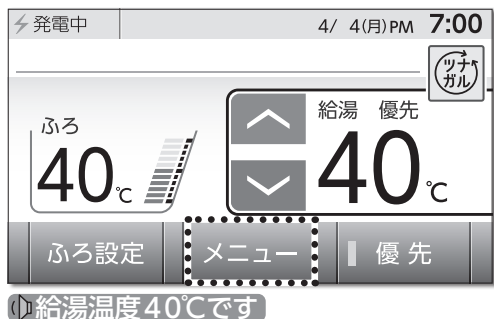 発電中 4/ 4(月)PM 7:00
ツナ
ガル
ふろ 給湯 優先
40℃ 40℃
ふろ設定 メニュー 優先
給湯温度40℃です